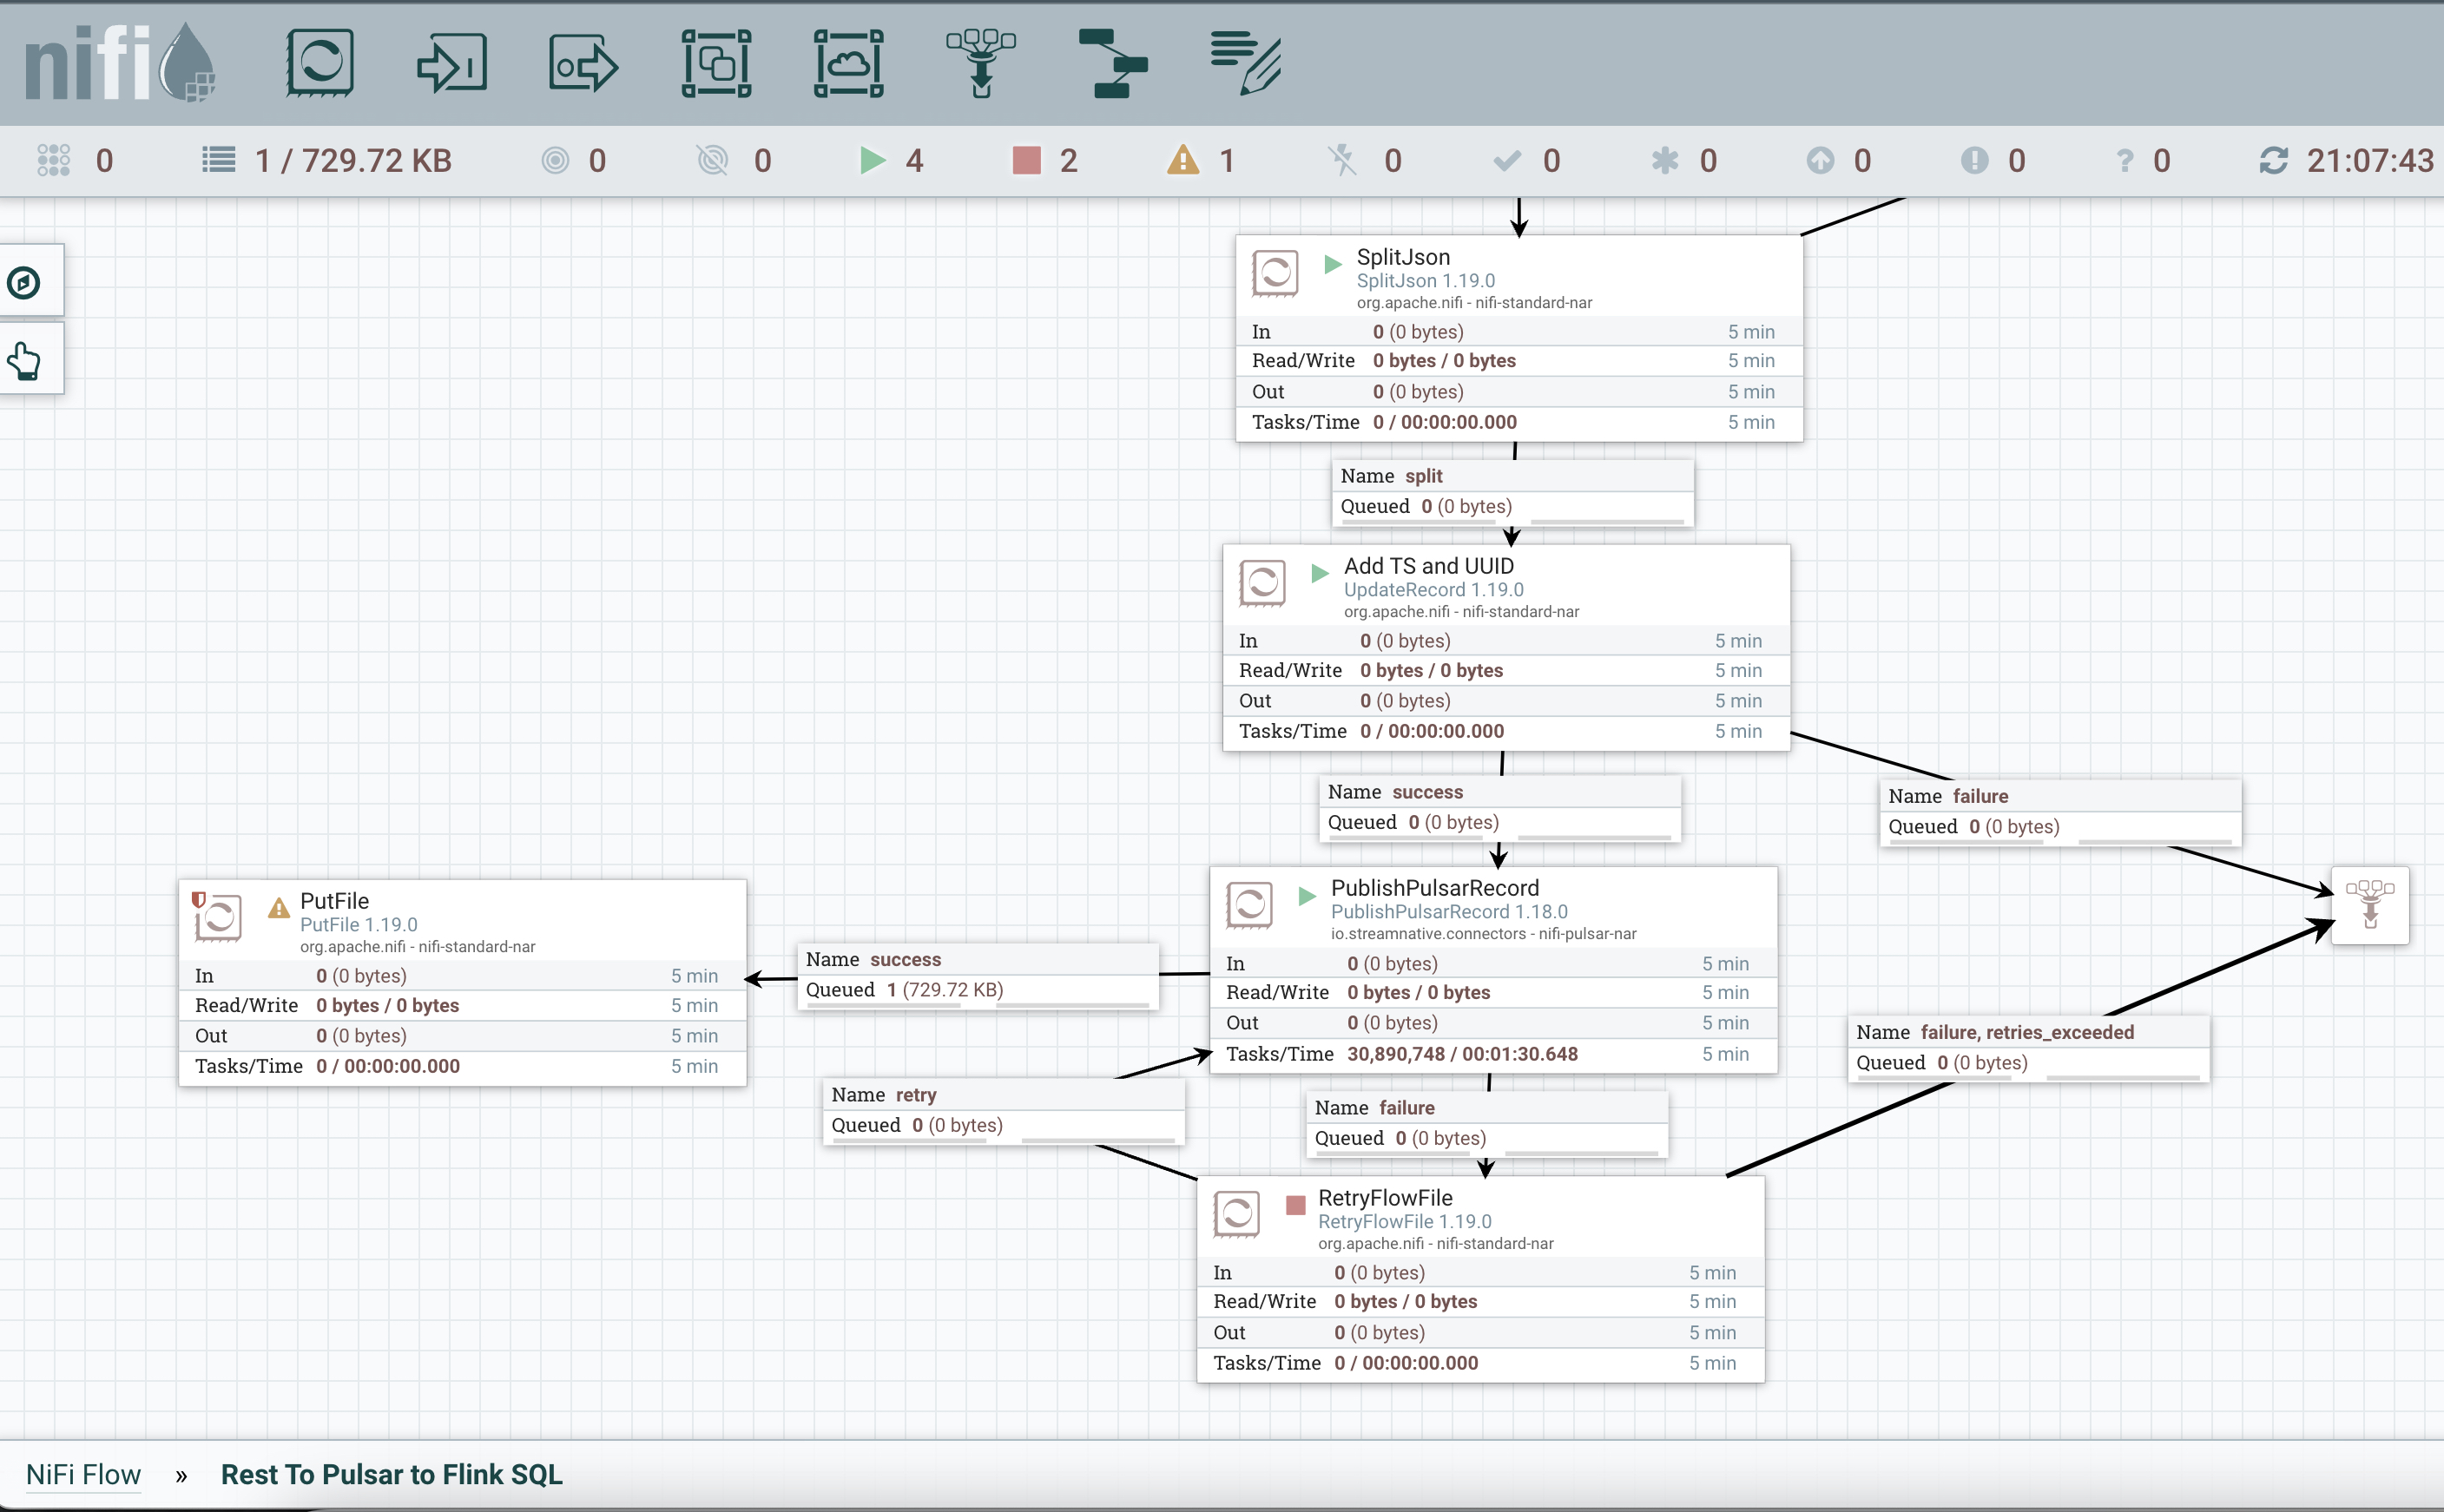 nifi
0 1 / 729.72 KB 0 0 4 2 1 0 0 0 0 0 ? 0 21:07:43
SplitJson
SplitJson 1.19.0
org.apache.nifi - nifi-standard-nar
In 0 (0 bytes) 5 min
Read/Write 0 bytes / 0 bytes 5 min
Out 0 (0 bytes) 5 min
Tasks/Time 0 / 00:00:00.000 5 min
Name split
Queued 0 (0 bytes)
Add TS and UUID
UpdateRecord 1.19.0
org.apache.nifi - nifi-standard-nar
In 0 (0 bytes) 5 min
Read/Write 0 bytes / 0 bytes 5 min
Out 0 (0 bytes) 5 min
Tasks/Time 0 / 00:00:00.000 5 min
Name success
Queued 0 (0 bytes)
Name failure
Queued 0 (0 bytes)
PutFile
PutFile 1.19.0
org.apache.nifi - nifi-standard-nar
In 0 (0 bytes) 5 min
Read/Write 0 bytes / 0 bytes 5 min
Out 0 (0 bytes) 5 min
Tasks/Time 0 / 00:00:00.000 5 min
Name success
Queued 1 (729.72 KB)
PublishPulsarRecord
PublishPulsarRecord 1.18.0
io.streamnative.connectors - nifi-pulsar-nar
In 0 (0 bytes) 5 min
Read/Write 0 bytes / 0 bytes 5 min
Out 0 (0 bytes) 5 min
Tasks/Time 30,890,748 / 00:01:30.648 5 min
Name failure, retries_exceeded
Queued 0 (0 bytes)
Name retry
Queued 0 (0 bytes)
Name failure
Queued 0 (0 bytes)
RetryFlowFile
RetryFlowFile 1.19.0
org.apache.nifi - nifi-standard-nar
In 0 (0 bytes) 5 min
Read/Write 0 bytes / 0 bytes 5 min
Out 0 (0 bytes) 5 min
Tasks/Time 0 / 00:00:00.000 5 min
NiFi Flow » Rest To Pulsar to Flink SQL